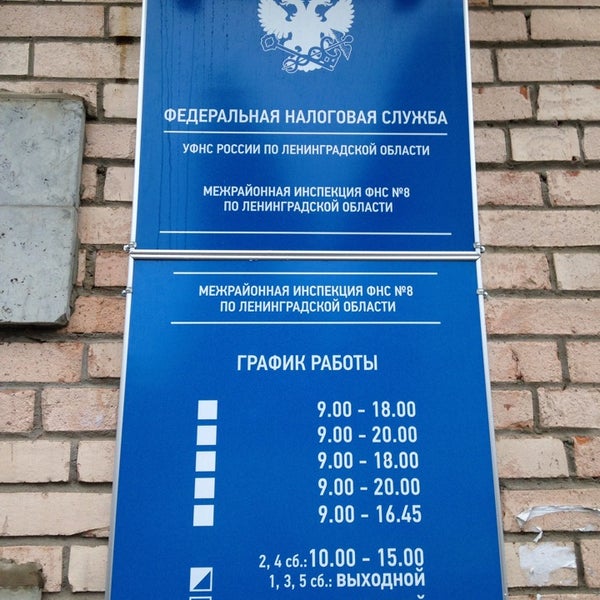 ФЕДЕРАЛЬНАЯ НАЛОГОВАЯ СЛУЖБА
УФНС РОССИИ ПО ЛЕНИНГРАДСКОЙ ОБЛАСТИ
МЕЖРАЙОННАЯ ИНСПЕКЦИЯ ФНС №8
ПО ЛЕНИНГРАДСКОЙ ОБЛАСТИ
МЕЖРАЙОННАЯ ИНСПЕКЦИЯ ФНС №8
ПО ЛЕНИНГРАДСКОЙ ОБЛАСТИ
ГРАФИК РАБОТЫ
9.00 - 18.00
9.00 - 20.00
9.00 - 18.00
9.00 - 20.00
9.00 - 16.45
2, 4 сб.: 10.00 - 15.00
1, 3, 5 сб.: ВЫХОДНОЙ